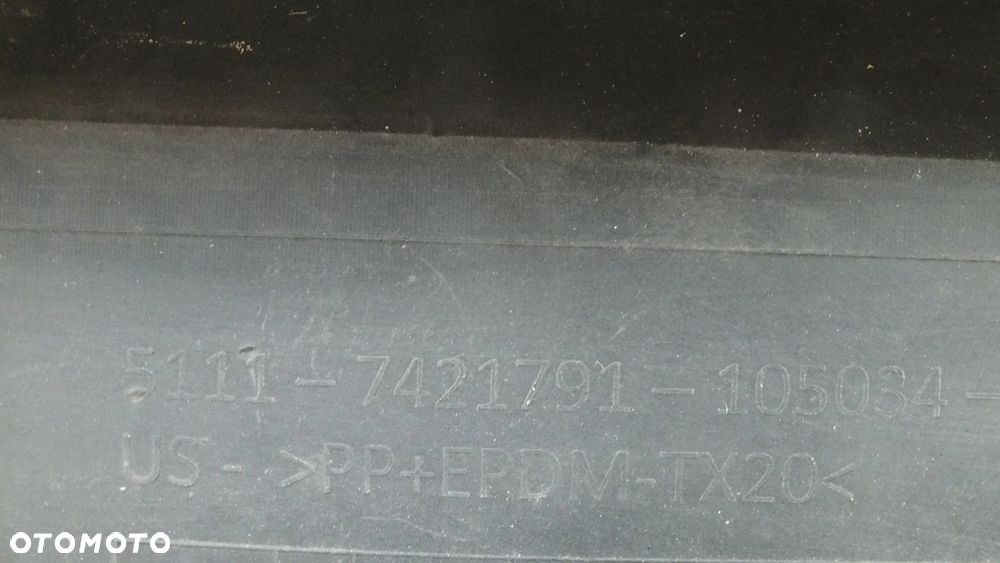 5111 - 7421791 - 105034 -
US - >PP+EPDM-TX20<
OTOMOTO